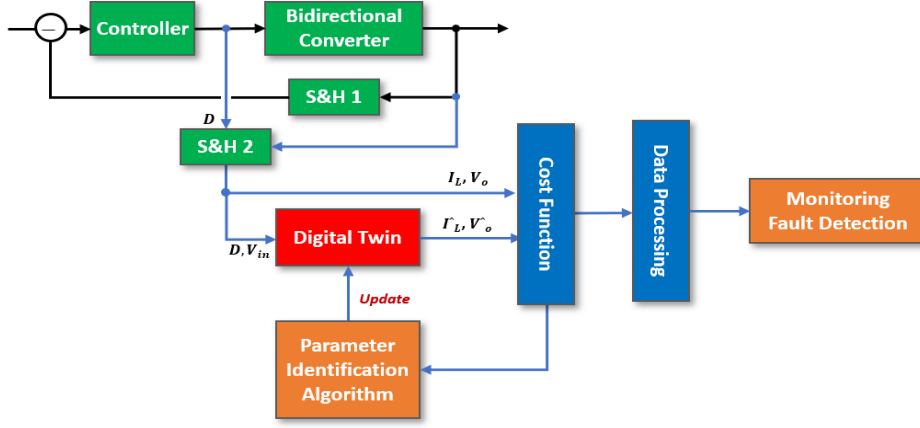 Controller
Bidirectional
Converter
S&H 1
D
S&H 2
I_L, V_o
D, V_in
Digital Twin
I^_L, V^_o
Cost Function
Data Processing
Monitoring
Fault Detection
Update
Parameter
Identification
Algorithm